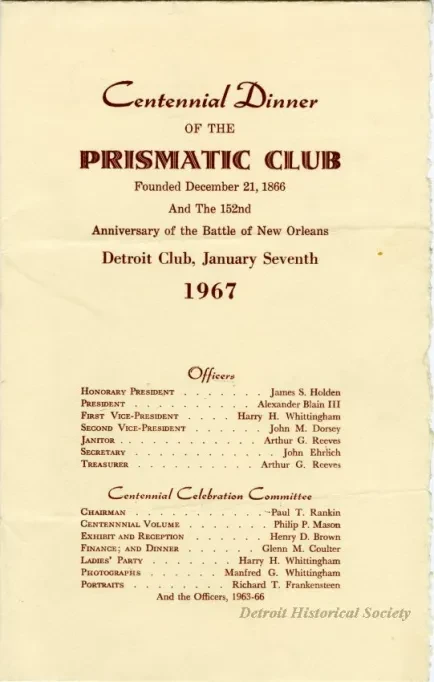 Centennial Dinner
OF THE
PRISMATIC CLUB
Founded December 21, 1866
And The 152nd
Anniversary of the Battle of New Orleans
Detroit Club, January Seventh
1967
Officers
HONORARY PRESIDENT . . . . . . . James S. Holden
PRESIDENT . . . . . . . . . . . Alexander Blain III
FIRST VICE-PRESIDENT . . . . Harry H. Whittingham
SECOND VICE-PRESIDENT . . . . . . John M. Dorsey
JANITOR . . . . . . . . . . . . Arthur G. Reeves
SECRETARY . . . . . . . . . . . . . John Ehrlich
TREASURER . . . . . . . . . . Arthur G. Reeves
Centennial Celebration Committee
CHAIRMAN . . . . . . . . . . . Paul T. Rankin
CENTENNNIAL VOLUME . . . . . . . Philip P. Mason
EXHIBIT AND RECEPTION . . . . . . Henry D. Brown
FINANCE; AND DINNER . . . . . . Glenn M. Coulter
LADIES' PARTY . . . . . . . . Harry H. Whittingham
PHOTOGRAPHS . . . . . . Manfred G. Whittingham
PORTRAITS . . . . . . . . Richard T. Frankensteen
And the Officers, 1963-66
Detroit Historical Society